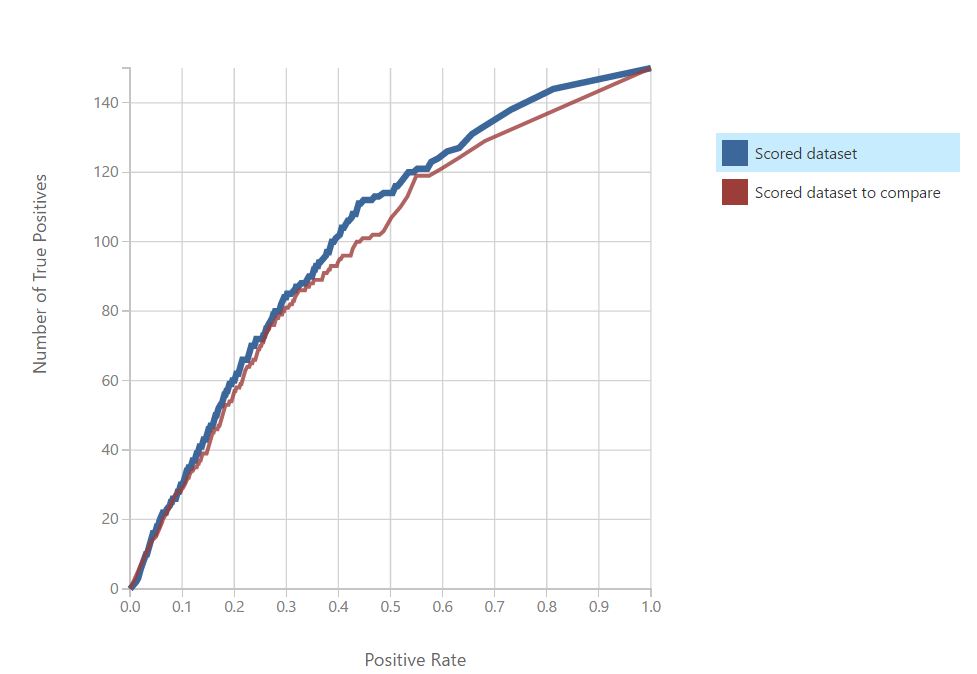 140
120
100
80
60
40
20
0
0.0 0.1 0.2 0.3 0.4 0.5 0.6 0.7 0.8 0.9 1.0
Number of True Positives
Positive Rate
Scored dataset
Scored dataset to compare